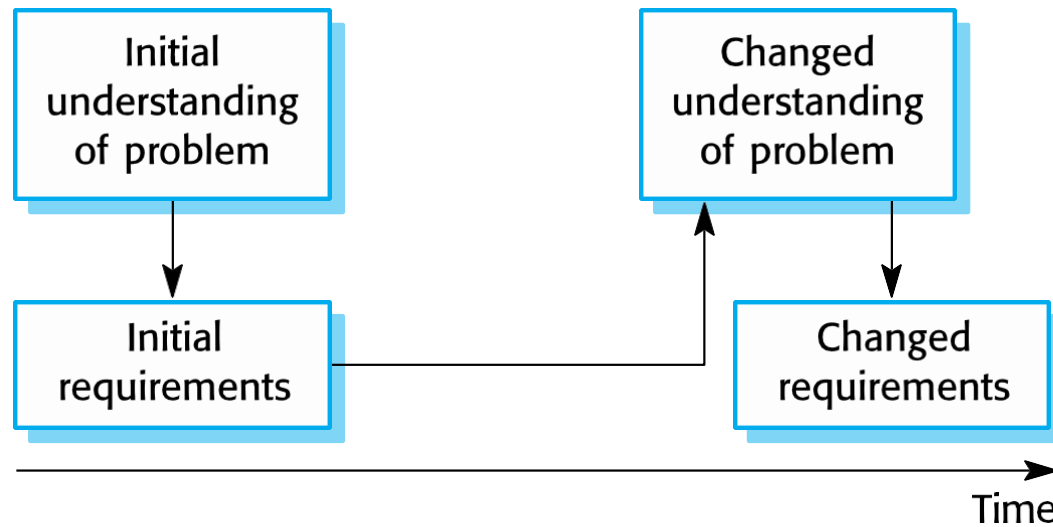 Initial
understanding
of problem
Changed
understanding
of problem
Initial
requirements
Changed
requirements
Time